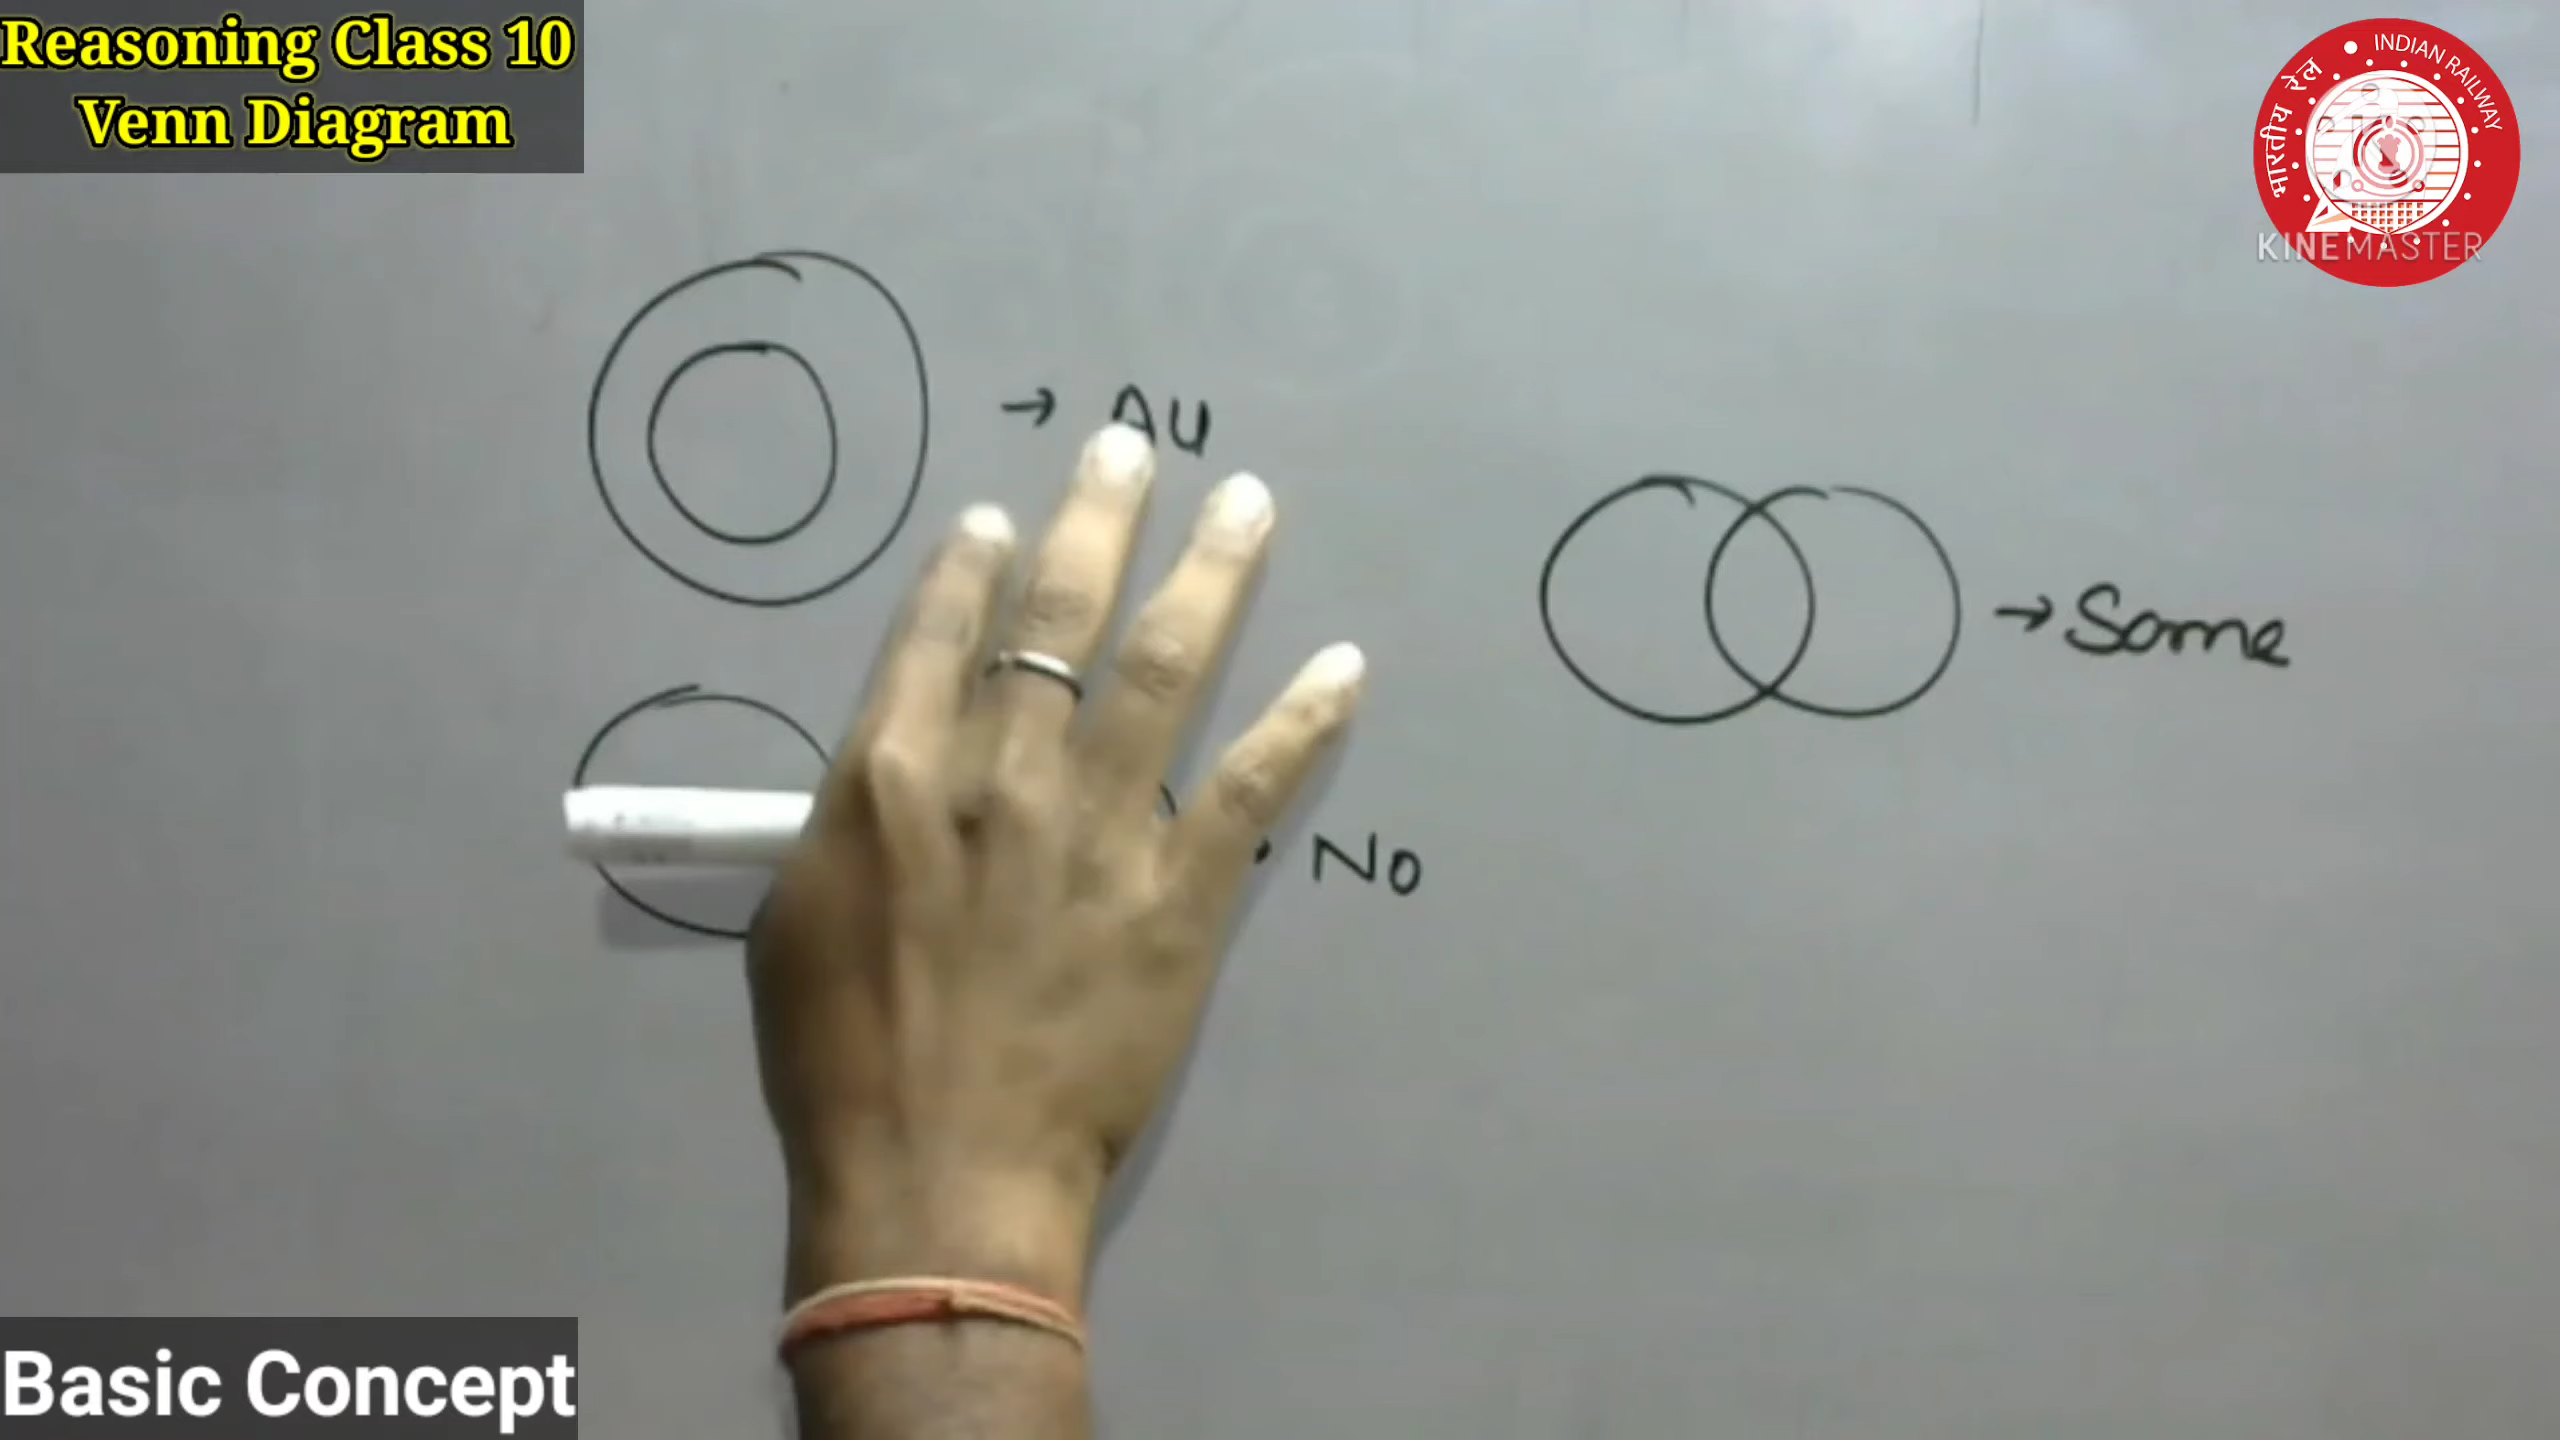 Reasoning Class 10
Venn Diagram
भारतीय रेल
INDIAN RAILWAY
KINEMASTER
→ All
→ Some
No
Basic Concept